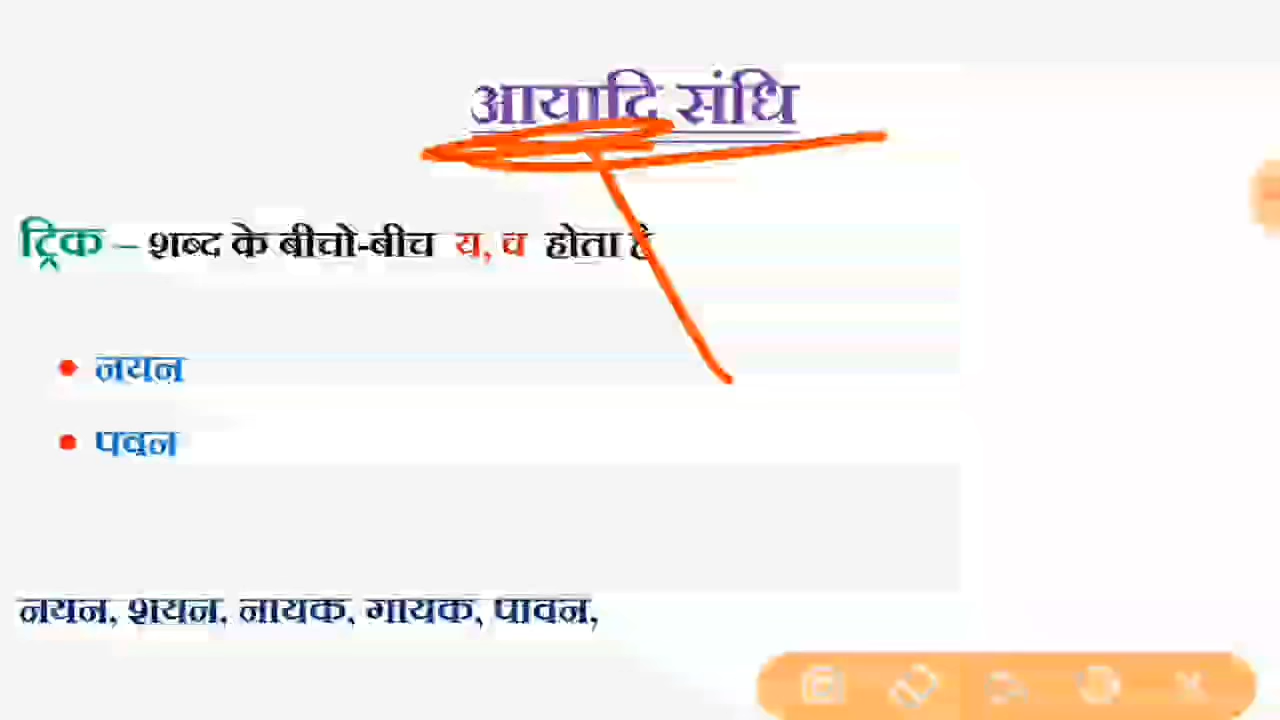 आयादि संधि
ट्रिक – शब्द के बीचो-बीच य, व होता है
नयन
पवन
नयन, शयन, नायक, गायक, पावन,